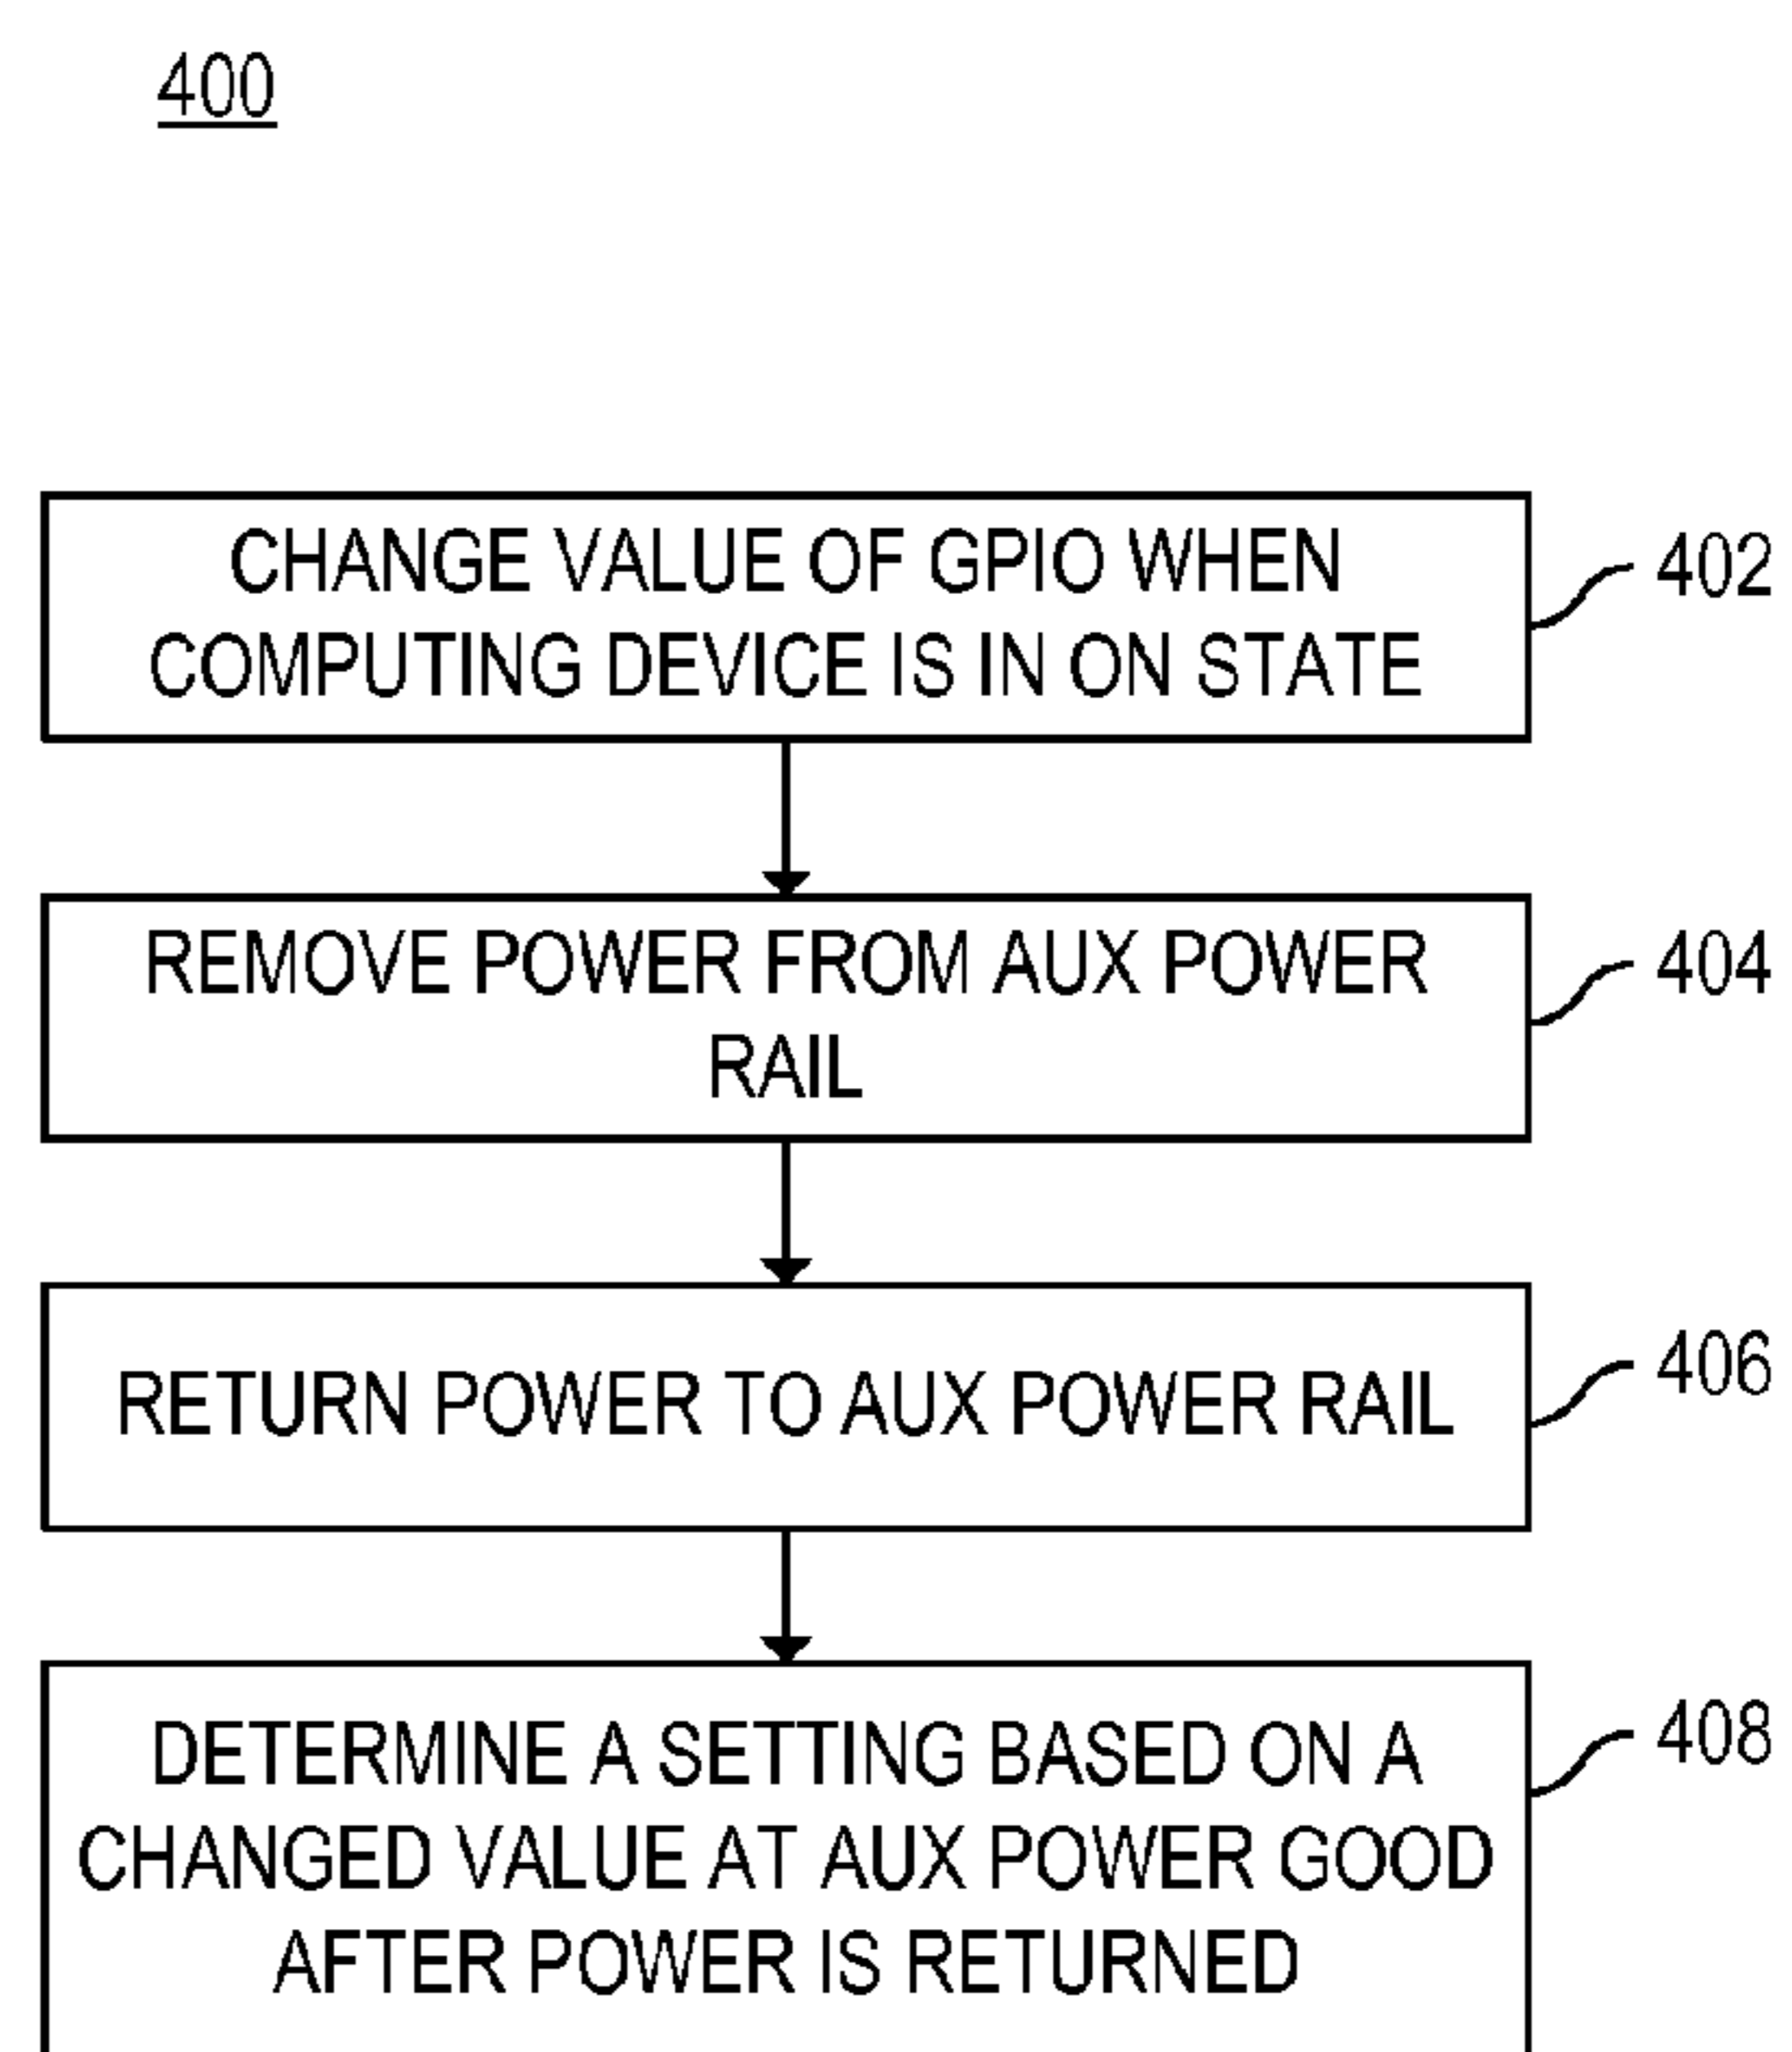 400
CHANGE VALUE OF GPIO WHEN
COMPUTING DEVICE IS IN ON STATE
402
REMOVE POWER FROM AUX POWER
RAIL
404
RETURN POWER TO AUX POWER RAIL
406
DETERMINE A SETTING BASED ON A
CHANGED VALUE AT AUX POWER GOOD
AFTER POWER IS RETURNED
408